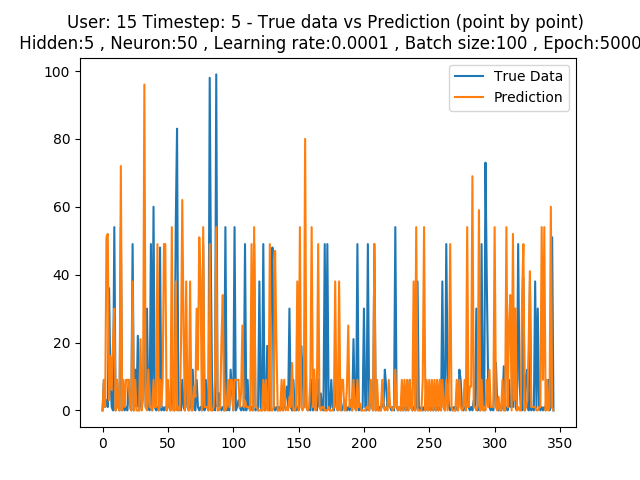 User: 15 Timestep: 5 - True data vs Prediction (point by point)
Hidden:5 , Neuron:50 , Learning rate:0.0001 , Batch size:100 , Epoch:5000
True Data
Prediction
100
80
60
40
20
0
0 50 100 150 200 250 300 350